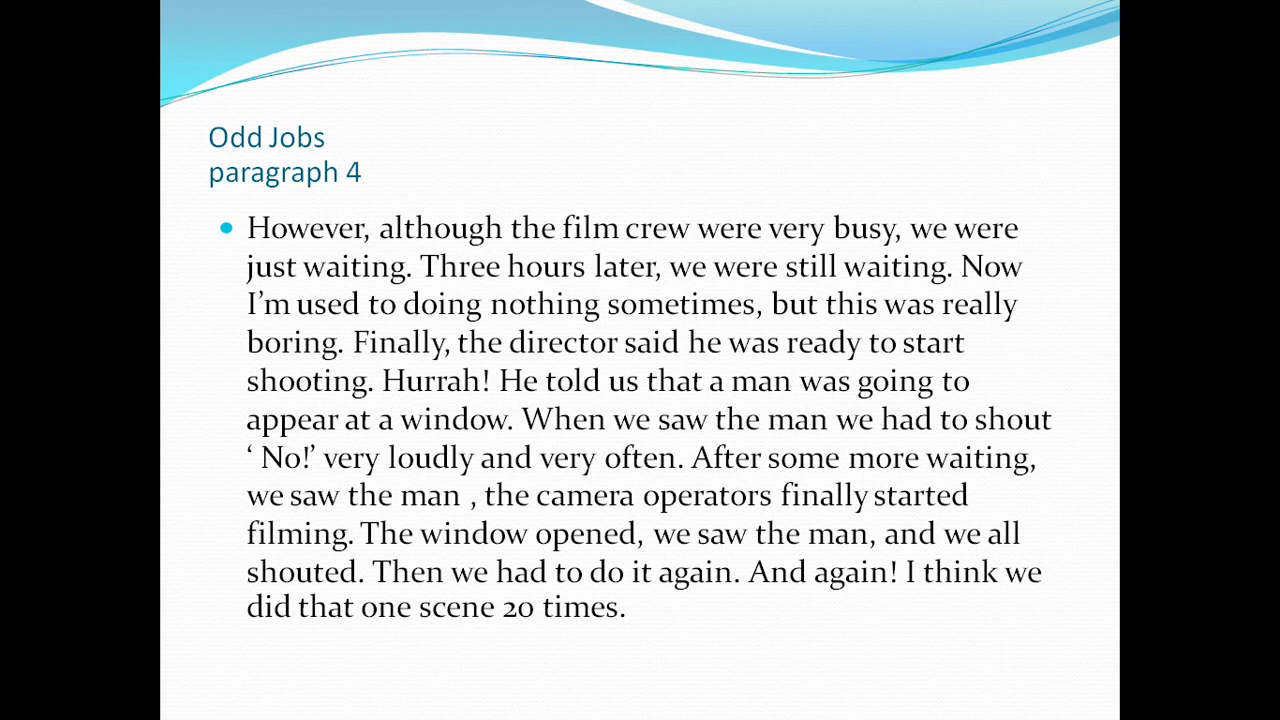 Odd Jobs
paragraph 4
• However, although the film crew were very busy, we were
just waiting. Three hours later, we were still waiting. Now
I’m used to doing nothing sometimes, but this was really
boring. Finally, the director said he was ready to start
shooting. Hurrah! He told us that a man was going to
appear at a window. When we saw the man we had to shout
‘ No!’ very loudly and very often. After some more waiting,
we saw the man , the camera operators finally started
filming. The window opened, we saw the man, and we all
shouted. Then we had to do it again. And again! I think we
did that one scene 20 times.